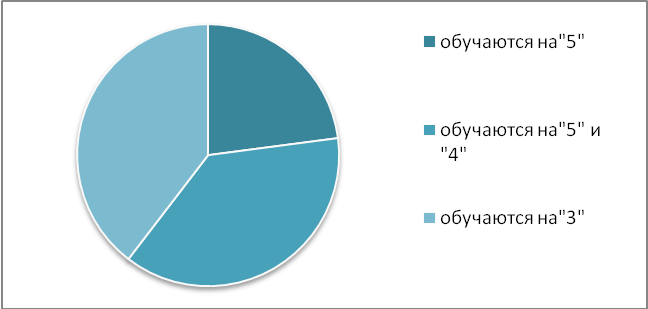 обучаются на"5"
обучаются на"5" и
"4"
обучаются на"3"